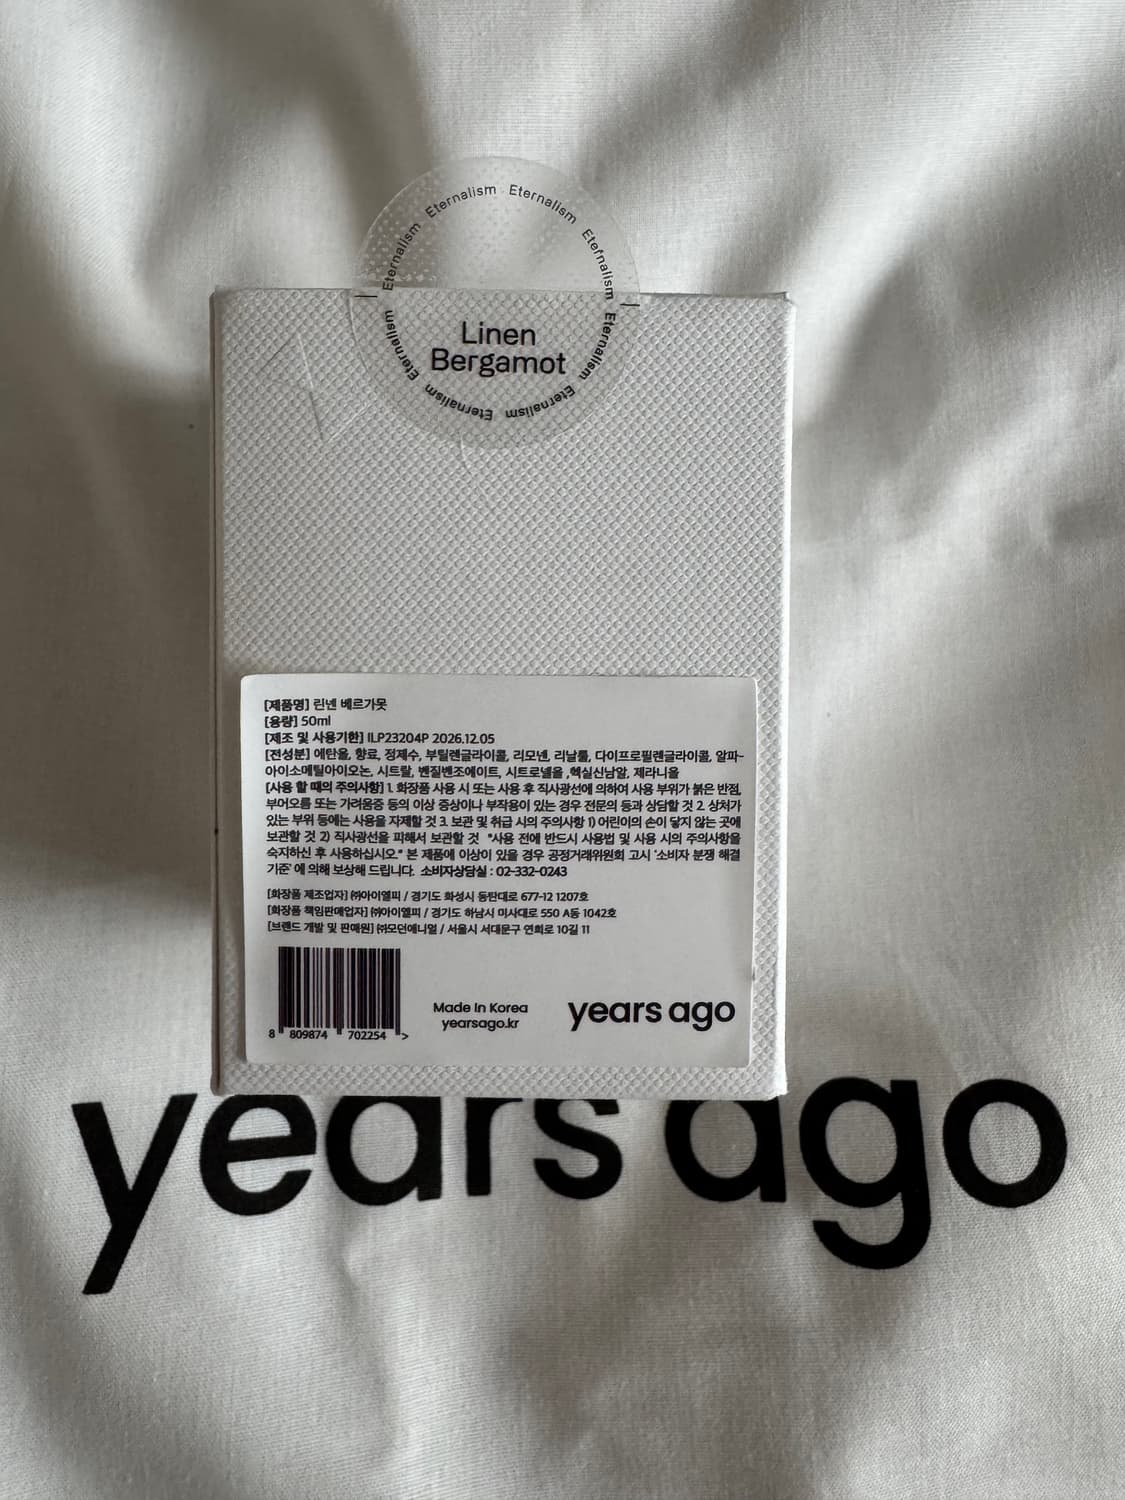 Eternalism Eternalism Eternalism Eternalism Eternalism Eternalism Eternalism Eternalism
Linen
Bergamot
[제품명] 린넨 베르가못
[용량] 50ml
[제조 및 사용기한] ILP23204P 2026.12.05
[전성분] 에탄올, 향료, 정제수, 부틸렌글라이콜, 리모넨, 리날룰, 다이프로필렌글라이콜, 알파-
아이소메틸아이오논, 시트랄, 벤질벤조에이트, 시트로넬올 ,헥실신남알, 제라니올
[사용 할 때의 주의사항] 1. 화장품 사용 시 또는 사용 후 직사광선에 의하여 사용 부위가 붉은 반점,
부어오름 또는 가려움증 등의 이상 증상이나 부작용이 있는 경우 전문의 등과 상담할 것 2. 상처가
있는 부위 등에는 사용을 자제할 것 3. 보관 및 취급 시의 주의사항 1) 어린이의 손이 닿지 않는 곳에
보관할 것 2) 직사광선을 피해서 보관할 것 "사용 전에 반드시 사용법 및 사용 시의 주의사항을
숙지하신 후 사용하십시오." 본 제품에 이상이 있을 경우 공정거래위원회 고시 '소비자 분쟁 해결
기준' 에 의해 보상해 드립니다. 소비자상담실 : 02-332-0243
[화장품 제조업자] ㈜아이엘피 / 경기도 화성시 동탄대로 677-12 1207호
[화장품 책임판매업자] ㈜아이엘피 / 경기도 하남시 미사대로 550 A동 1042호
[브랜드 개발 및 판매원] ㈜모던애니멀 / 서울시 서대문구 연희로 10길 11
8 809874 702254 >
Made In Korea
yearsago.kr
years ago
years ago